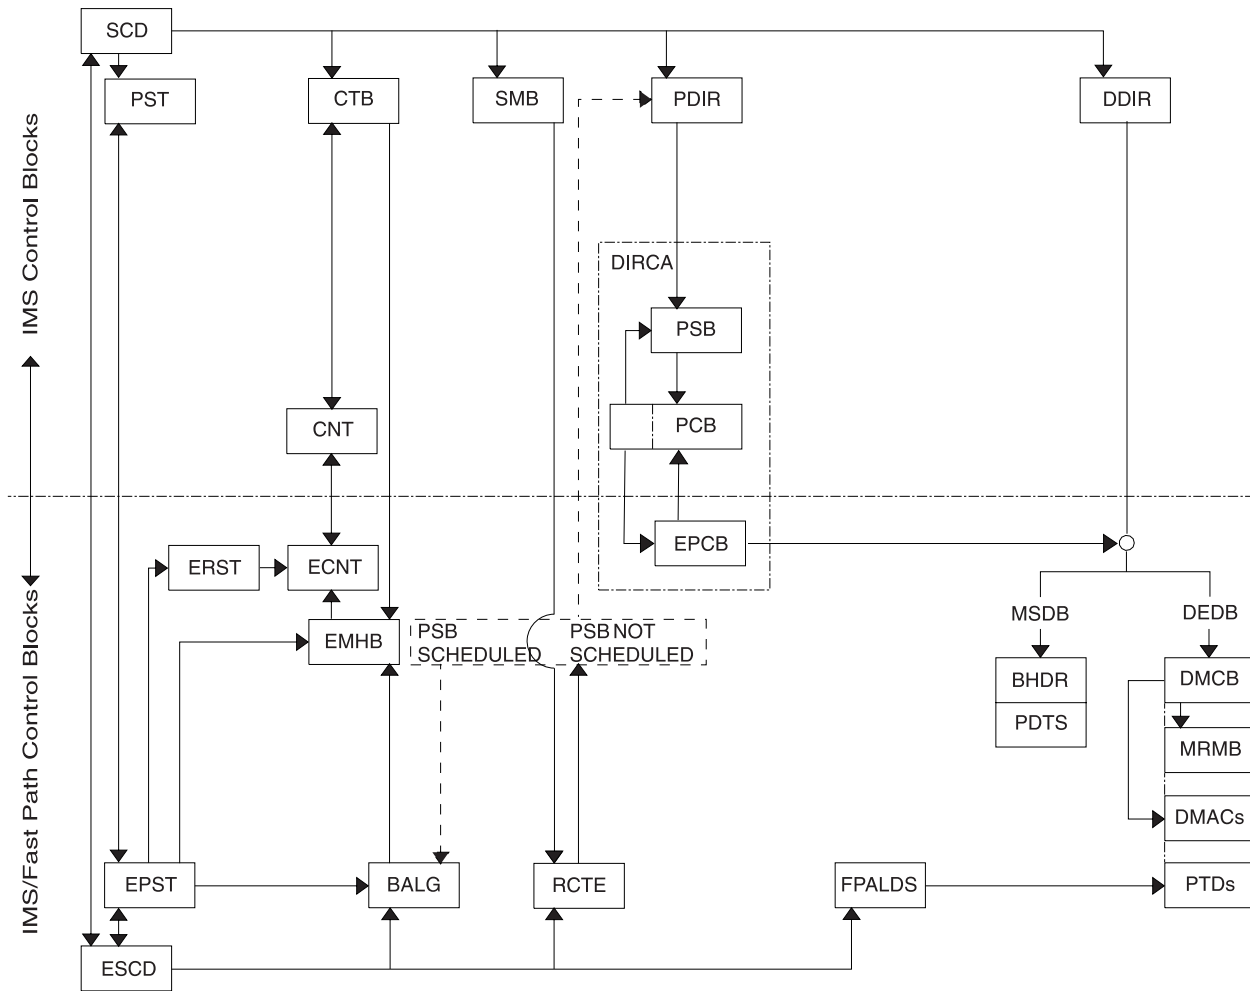 SCD
PST
CTB
SMB
PDIR
DDIR
IMS Control Blocks
DIRCA
PSB
PCB
CNT
EPCB
ERST
ECNT
MSDB
DEDB
EMHB
PSB
SCHEDULED
PSB NOT
SCHEDULED
BHDR
PDTS
DMCB
MRMB
DMACs
IMS/Fast Path Control Blocks
EPST
BALG
RCTE
FPALDS
PTDs
ESCD